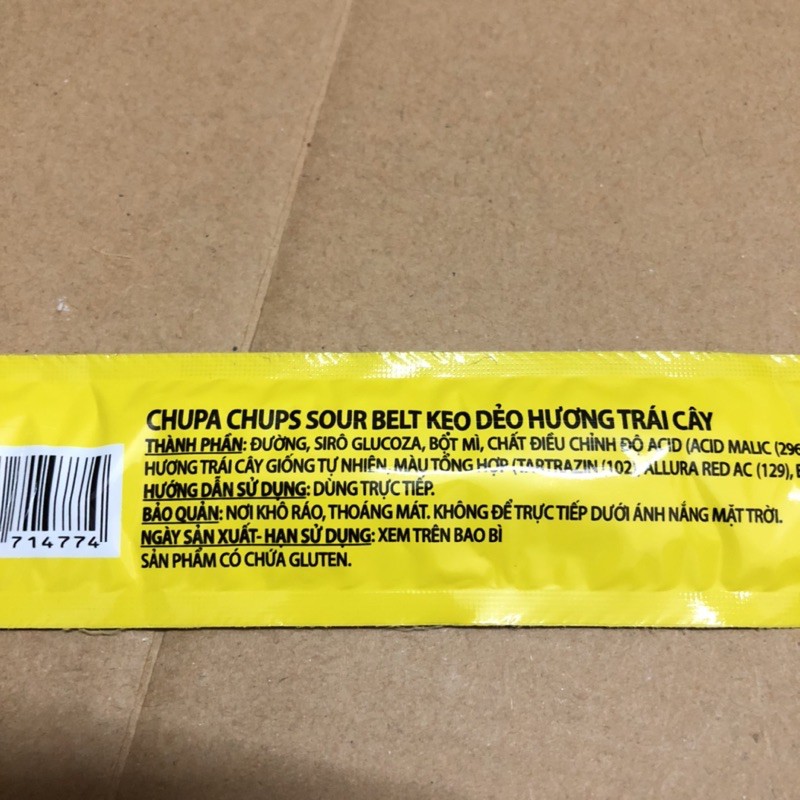 CHUPA CHUPS SOUR BELT KẸO DẺO HƯƠNG TRÁI CÂY
THÀNH PHẦN: ĐƯỜNG, SIRÔ GLUCOZA, BỘT MÌ, CHẤT ĐIỀU CHỈNH ĐỘ ACID (ACID MALIC (296
HƯƠNG TRÁI CÂY GIỐNG TỰ NHIÊN, MÀU TỔNG HỢP (TARTRAZIN (102), ALLURA RED AC (129),
HƯỚNG DẪN SỬ DỤNG: DÙNG TRỰC TIẾP.
BẢO QUẢN: NƠI KHÔ RÁO, THOÁNG MÁT. KHÔNG ĐỂ TRỰC TIẾP DƯỚI ÁNH NẮNG MẶT TRỜI.
NGÀY SẢN XUẤT- HẠN SỬ DỤNG: XEM TRÊN BAO BÌ
SẢN PHẨM CÓ CHỨA GLUTEN.
714774